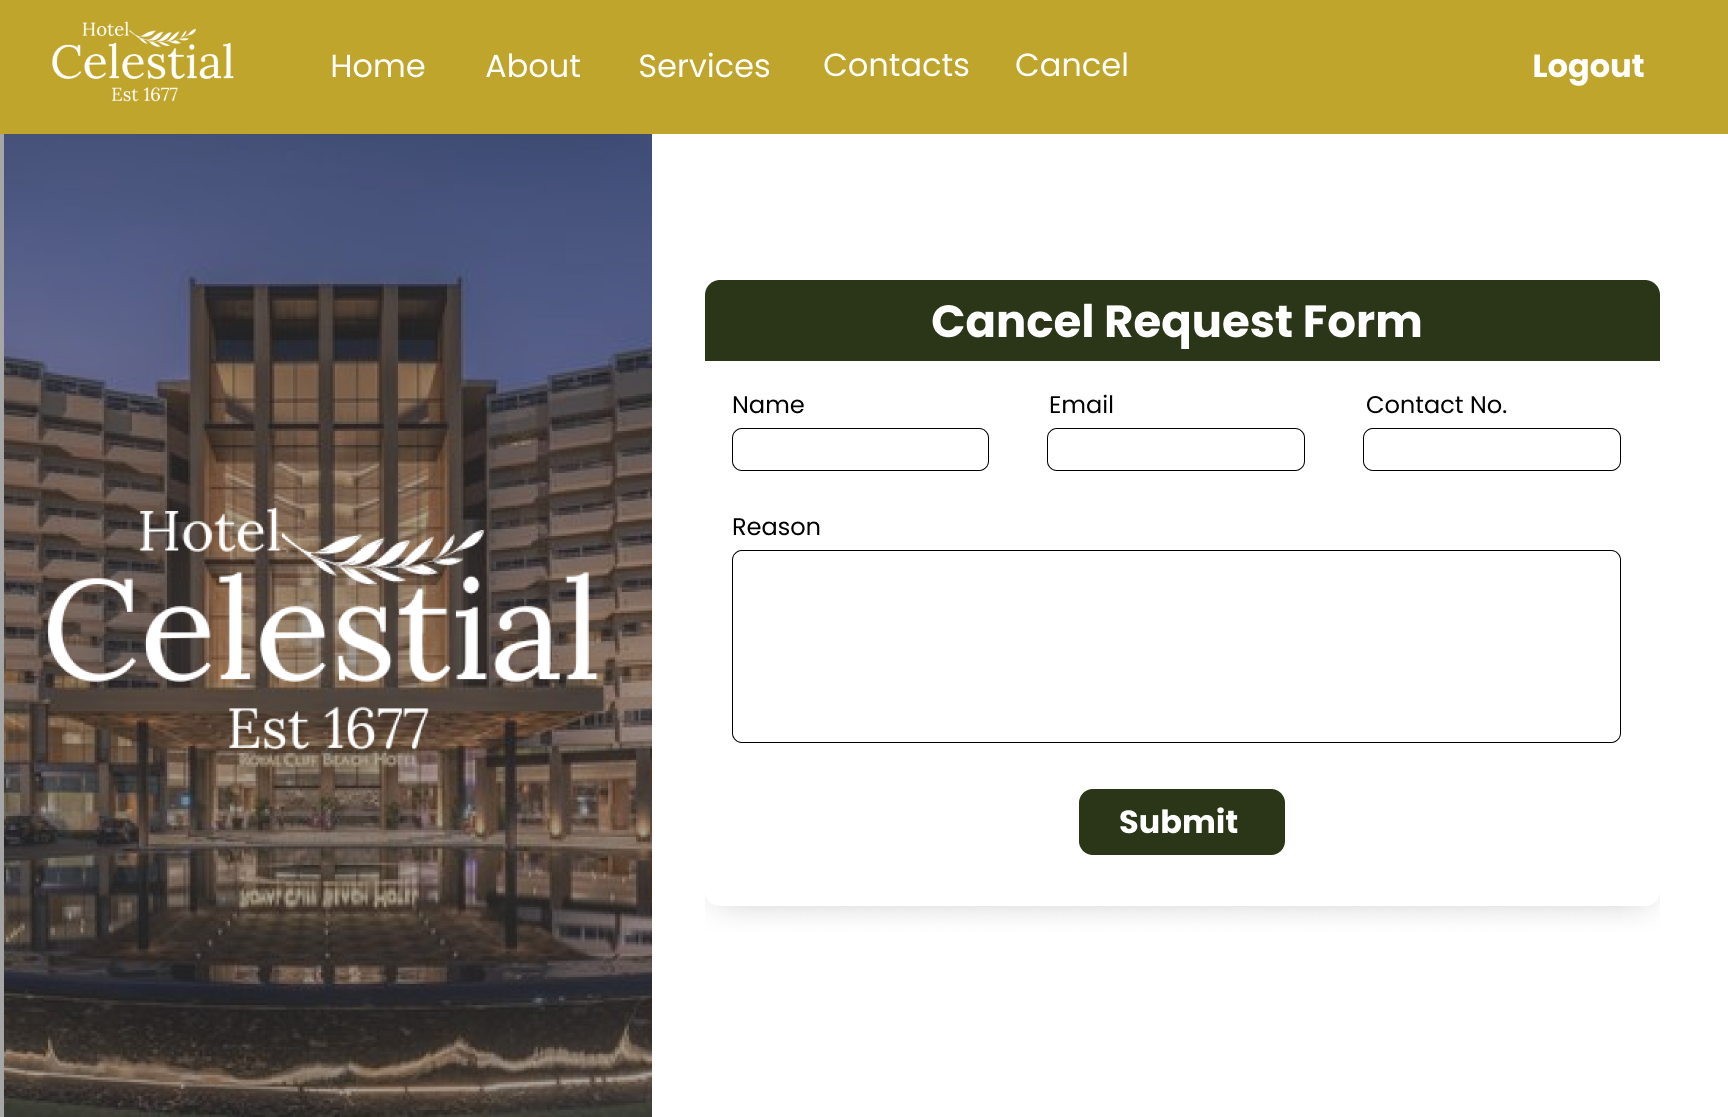 Hotel
Celestial
Est 1677
Home About Services Contacts Cancel Logout
Hotel
Celestial
Est 1677
ROYAL CLIFF BEACH HOTEL
Cancel Request Form
Name Email Contact No.
Reason
Submit